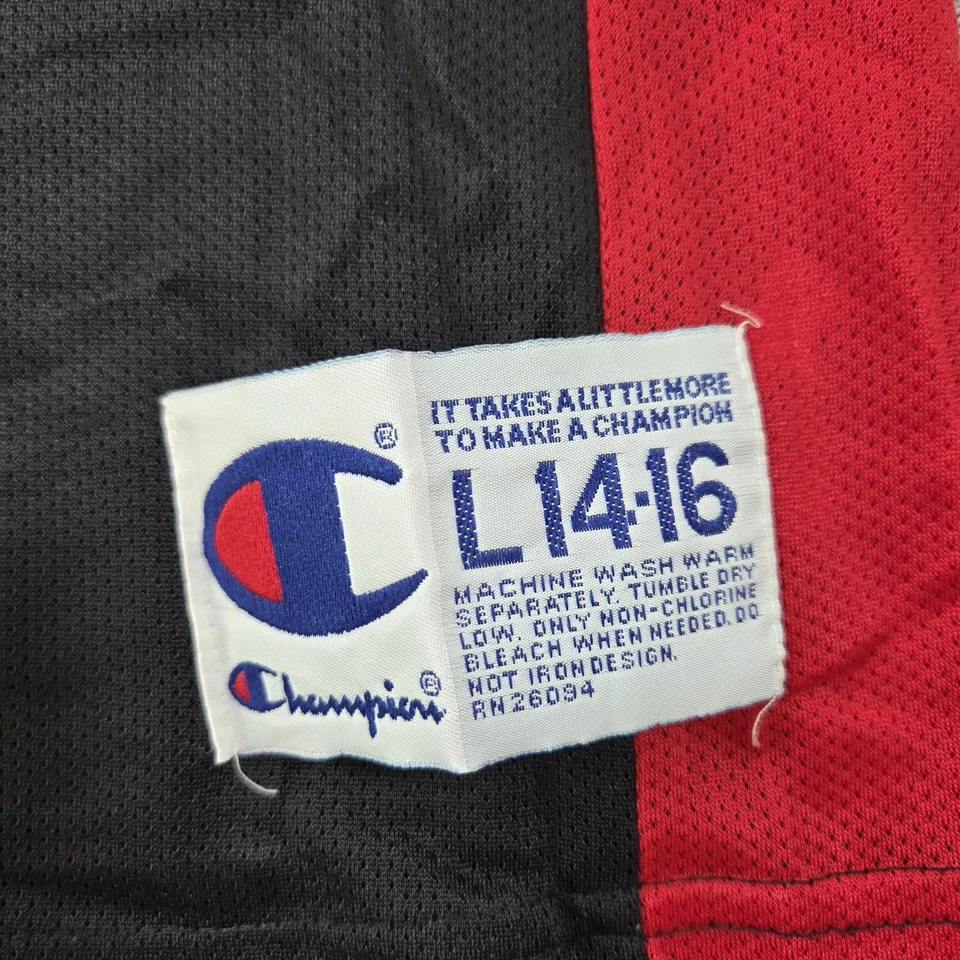 IT TAKES A LITTLE MORE
TO MAKE A CHAMPION
®
L 14-16
MACHINE WASH WARM
SEPARATELY. TUMBLE DRY
LOW. ONLY NON-CHLORINE
BLEACH WHEN NEEDED. DO
NOT IRON DESIGN.
RN 26094
Champion®